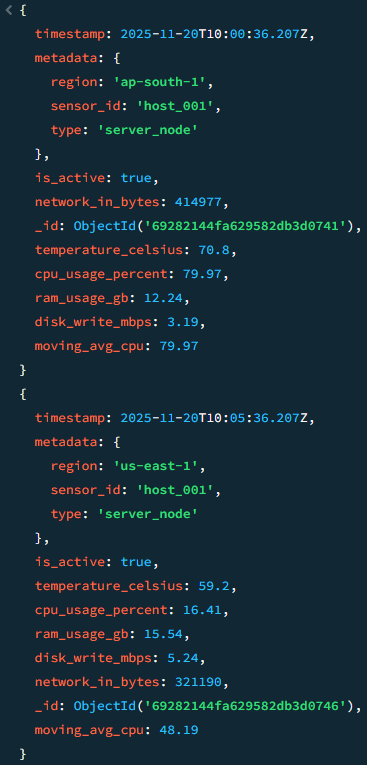 {
timestamp: 2025-11-20T10:00:36.207Z,
metadata: {
region: 'ap-south-1',
sensor_id: 'host_001',
type: 'server_node'
},
is_active: true,
network_in_bytes: 414977,
_id: ObjectId('69282144fa629582db3d0741'),
temperature_celsius: 70.8,
cpu_usage_percent: 79.97,
ram_usage_gb: 12.24,
disk_write_mbps: 3.19,
moving_avg_cpu: 79.97
}
{
timestamp: 2025-11-20T10:05:36.207Z,
metadata: {
region: 'us-east-1',
sensor_id: 'host_001',
type: 'server_node'
},
is_active: true,
temperature_celsius: 59.2,
cpu_usage_percent: 16.41,
ram_usage_gb: 15.54,
disk_write_mbps: 5.24,
network_in_bytes: 321190,
_id: ObjectId('69282144fa629582db3d0746'),
moving_avg_cpu: 48.19
}